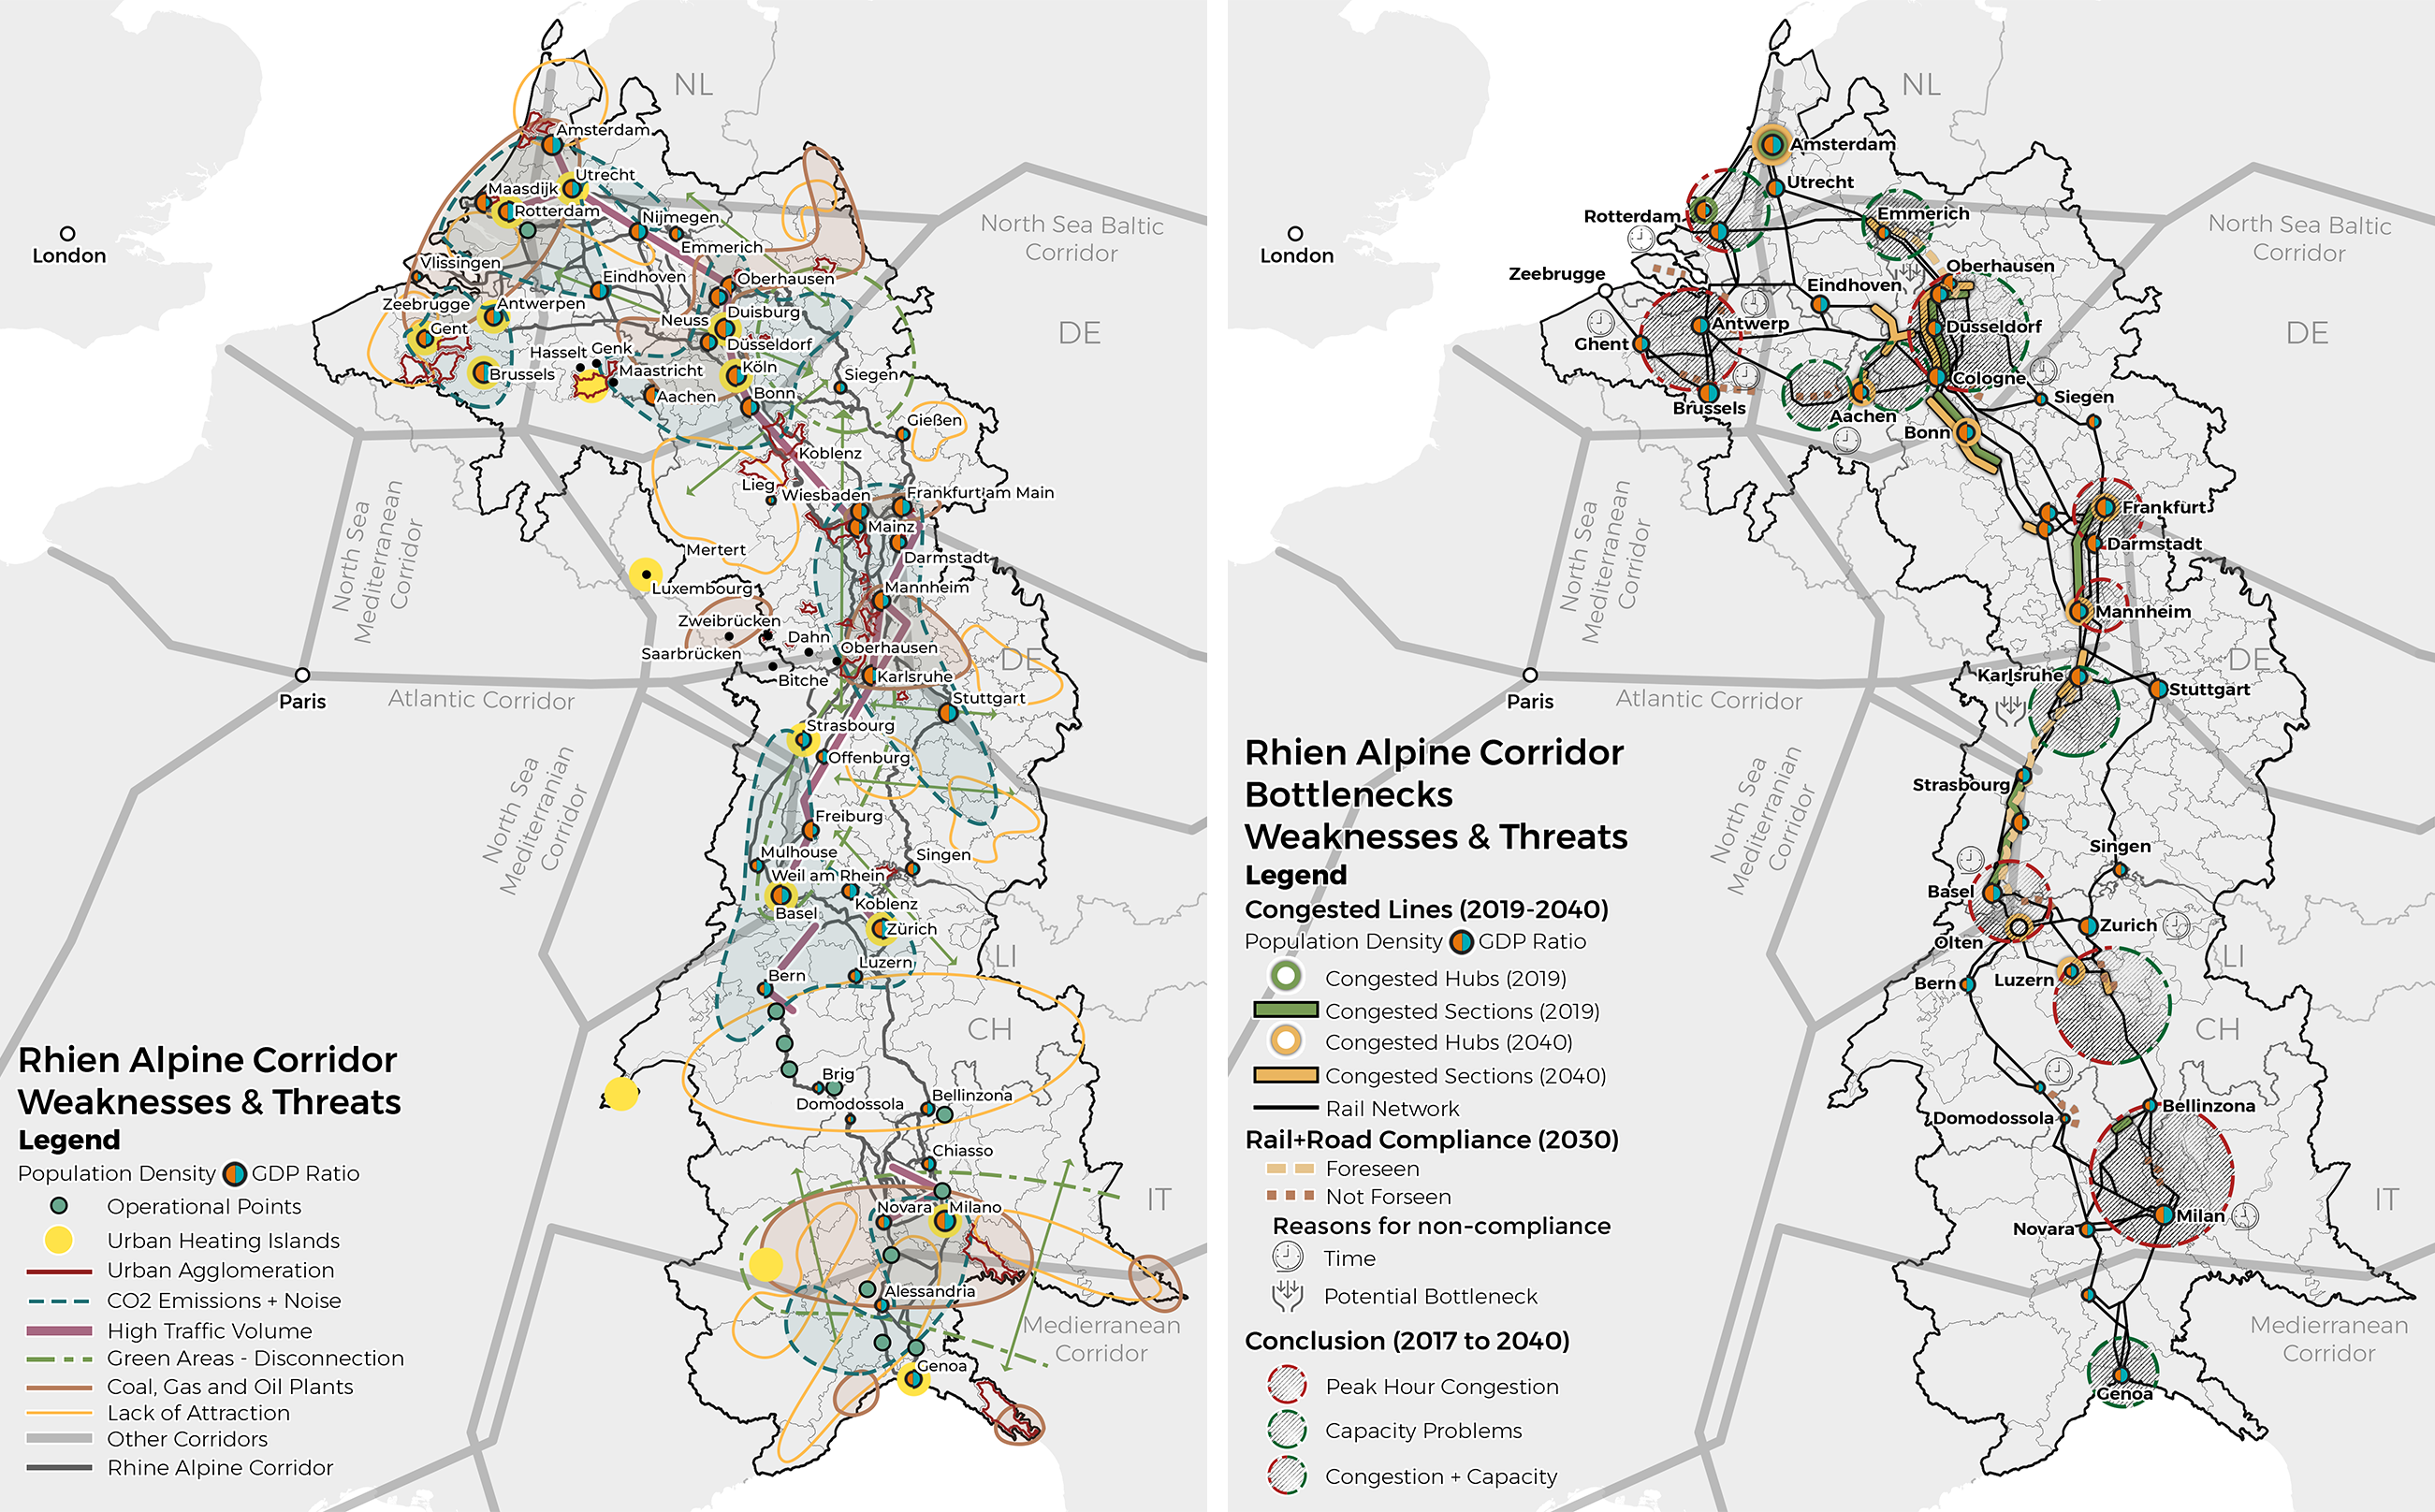 NL
Amsterdam
Utrecht
Maasdijk
Rotterdam
Nijmegen
Emmerich
North Sea Baltic
Corridor
London
Vlissingen
Eindhoven
Oberhausen
Zeebrugge
Antwerpen
Duisburg
Neuss
DE
Gent
Düsseldorf
Hasselt
Genk
Maastricht
Köln
Brussels
Siegen
Aachen
Bonn
Gießen
Koblenz
Lieg
Wiesbaden
Frankfurt am Main
Mainz
North Sea
Mediterranean
Corridor
Mertert
Darmstadt
Luxembourg
Mannheim
Zweibrücken
Dahn
Saarbrücken
Oberhausen
DE
Bitche
Karlsruhe
Paris
Atlantic Corridor
Stuttgart
Strasbourg
Offenburg
North Sea
Mediterranean
Corridor
Freiburg
Mulhouse
Singen
Weil am Rhein
Koblenz
Basel
Zürich
LI
Luzern
Bern
CH
Brig
Domodossola
Bellinzona
Chiasso
IT
Novara
Milano
Alessandria
Medierranean
Corridor
Genoa
Rhien Alpine Corridor
Weaknesses & Threats
Legend
Population Density GDP Ratio
Operational Points
Urban Heating Islands
Urban Agglomeration
CO2 Emissions + Noise
High Traffic Volume
Green Areas - Disconnection
Coal, Gas and Oil Plants
Lack of Attraction
Other Corridors
Rhine Alpine Corridor
NL
Amsterdam
Utrecht
Rotterdam
Emmerich
North Sea Baltic
Corridor
London
Zeebrugge
Oberhausen
Eindhoven
Antwerp
Düsseldorf
DE
Ghent
Cologne
Brussels
Aachen
Siegen
Bonn
Frankfurt
North Sea
Mediterranean
Corridor
Darmstadt
Mannheim
DE
Karlsruhe
Stuttgart
Paris
Atlantic Corridor
Strasbourg
North Sea
Mediterranean
Corridor
Singen
Basel
Zurich
Olten
LI
Luzern
Bern
CH
Bellinzona
Domodossola
IT
Milan
Novara
Medierranean
Corridor
Genoa
Rhien Alpine Corridor
Bottlenecks
Weaknesses & Threats
Legend
Congested Lines (2019-2040)
Population Density GDP Ratio
Congested Hubs (2019)
Congested Sections (2019)
Congested Hubs (2040)
Congested Sections (2040)
Rail Network
Rail+Road Compliance (2030)
Foreseen
Not Forseen
Reasons for non-compliance
Time
Potential Bottleneck
Conclusion (2017 to 2040)
Peak Hour Congestion
Capacity Problems
Congestion + Capacity